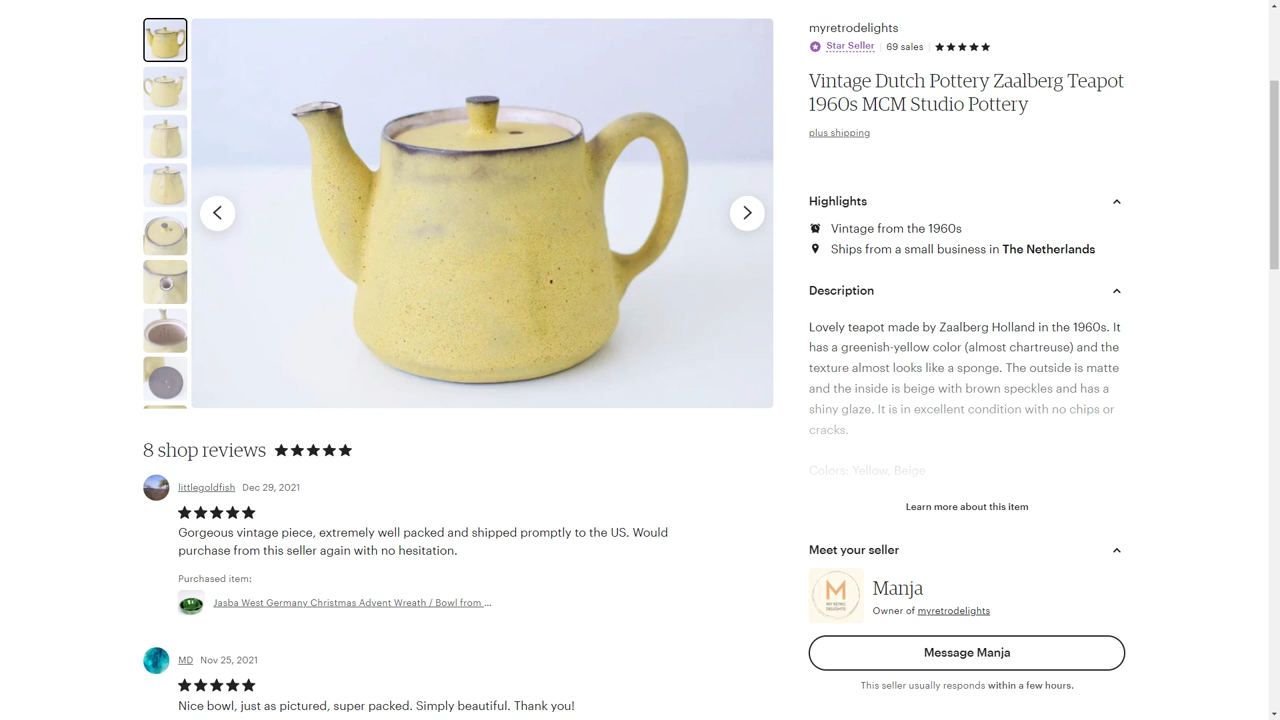 myretrodelights
Star Seller | 69 sales |
Vintage Dutch Pottery Zaalberg Teapot
1960s MCM Studio Pottery
plus shipping
Highlights
Vintage from the 1960s
Ships from a small business in The Netherlands
Description
Lovely teapot made by Zaalberg Holland in the 1960s. It
has a greenish-yellow color (almost chartreuse) and the
texture almost looks like a sponge. The outside is matte
and the inside is beige with brown speckles and has a
shiny glaze. It is in excellent condition with no chips or
cracks.
Colors: Yellow, Beige
Learn more about this item
Meet your seller
M
MY RETRO
DELIGHTS
Manja
Owner of myretrodelights
Message Manja
This seller usually responds within a few hours.
8 shop reviews
littlegoldfish Dec 29, 2021
Gorgeous vintage piece, extremely well packed and shipped promptly to the US. Would
purchase from this seller again with no hesitation.
Purchased item:
Jasba West Germany Christmas Advent Wreath / Bowl from ...
MD Nov 25, 2021
Nice bowl, just as pictured, super packed. Simply beautiful. Thank you!